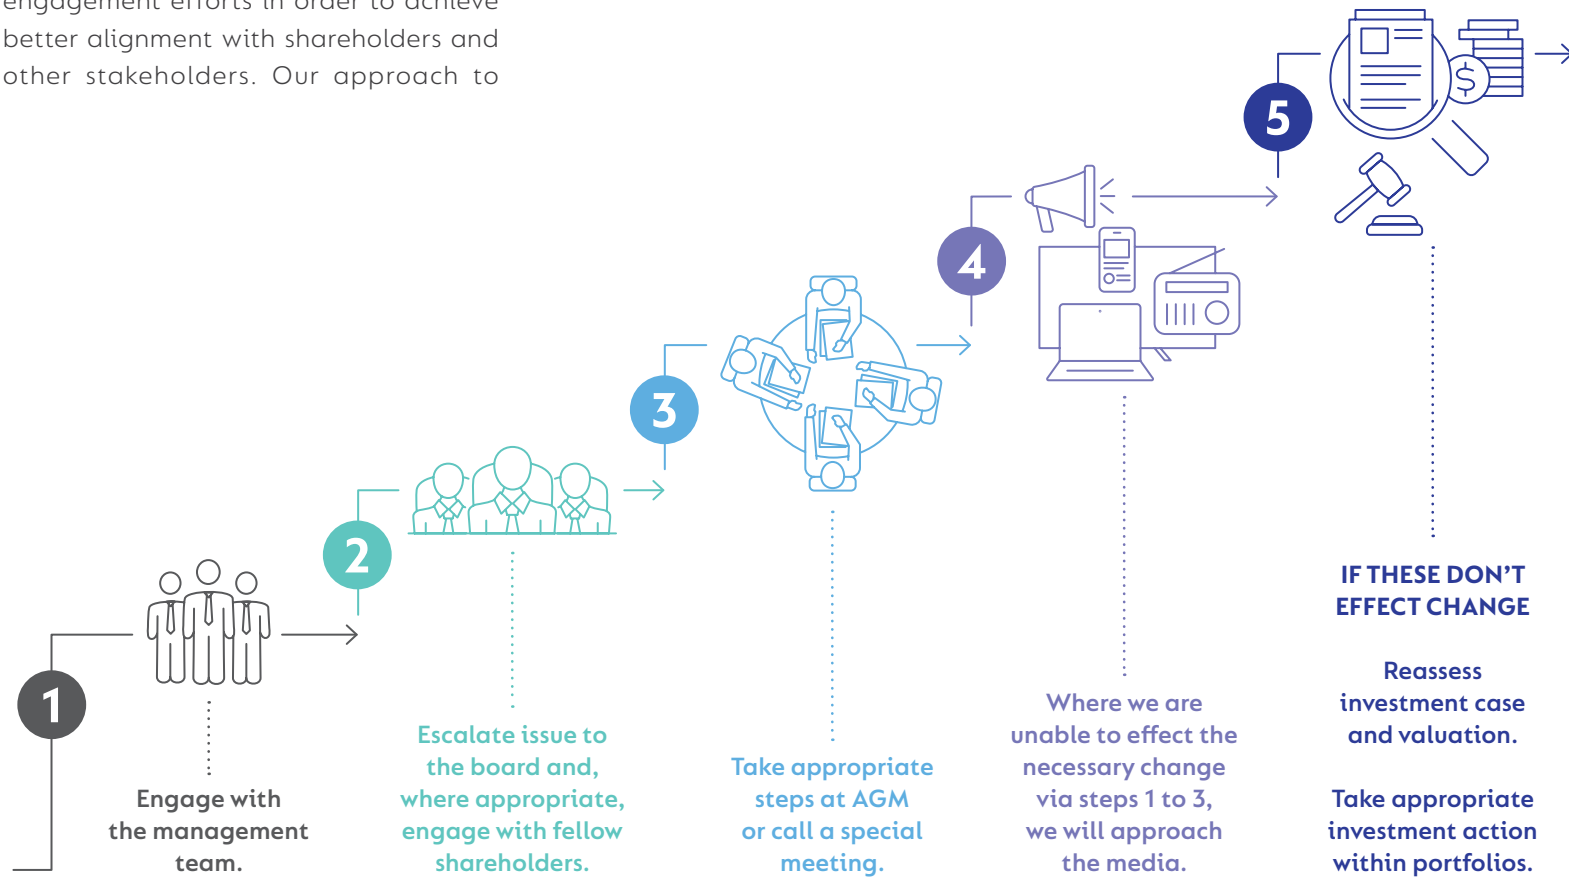 engagement efforts in order to achieve
better alignment with shareholders and
other stakeholders. Our approach to
1
Engage with
the management
team.
2
Escalate issue to
the board and,
where appropriate,
engage with fellow
shareholders.
3
Take appropriate
steps at AGM
or call a special
meeting.
4
Where we are
unable to effect the
necessary change
via steps 1 to 3,
we will approach
the media.
5
$
IF THESE DON’T
EFFECT CHANGE
Reassess
investment case
and valuation.
Take appropriate
investment action
within portfolios.